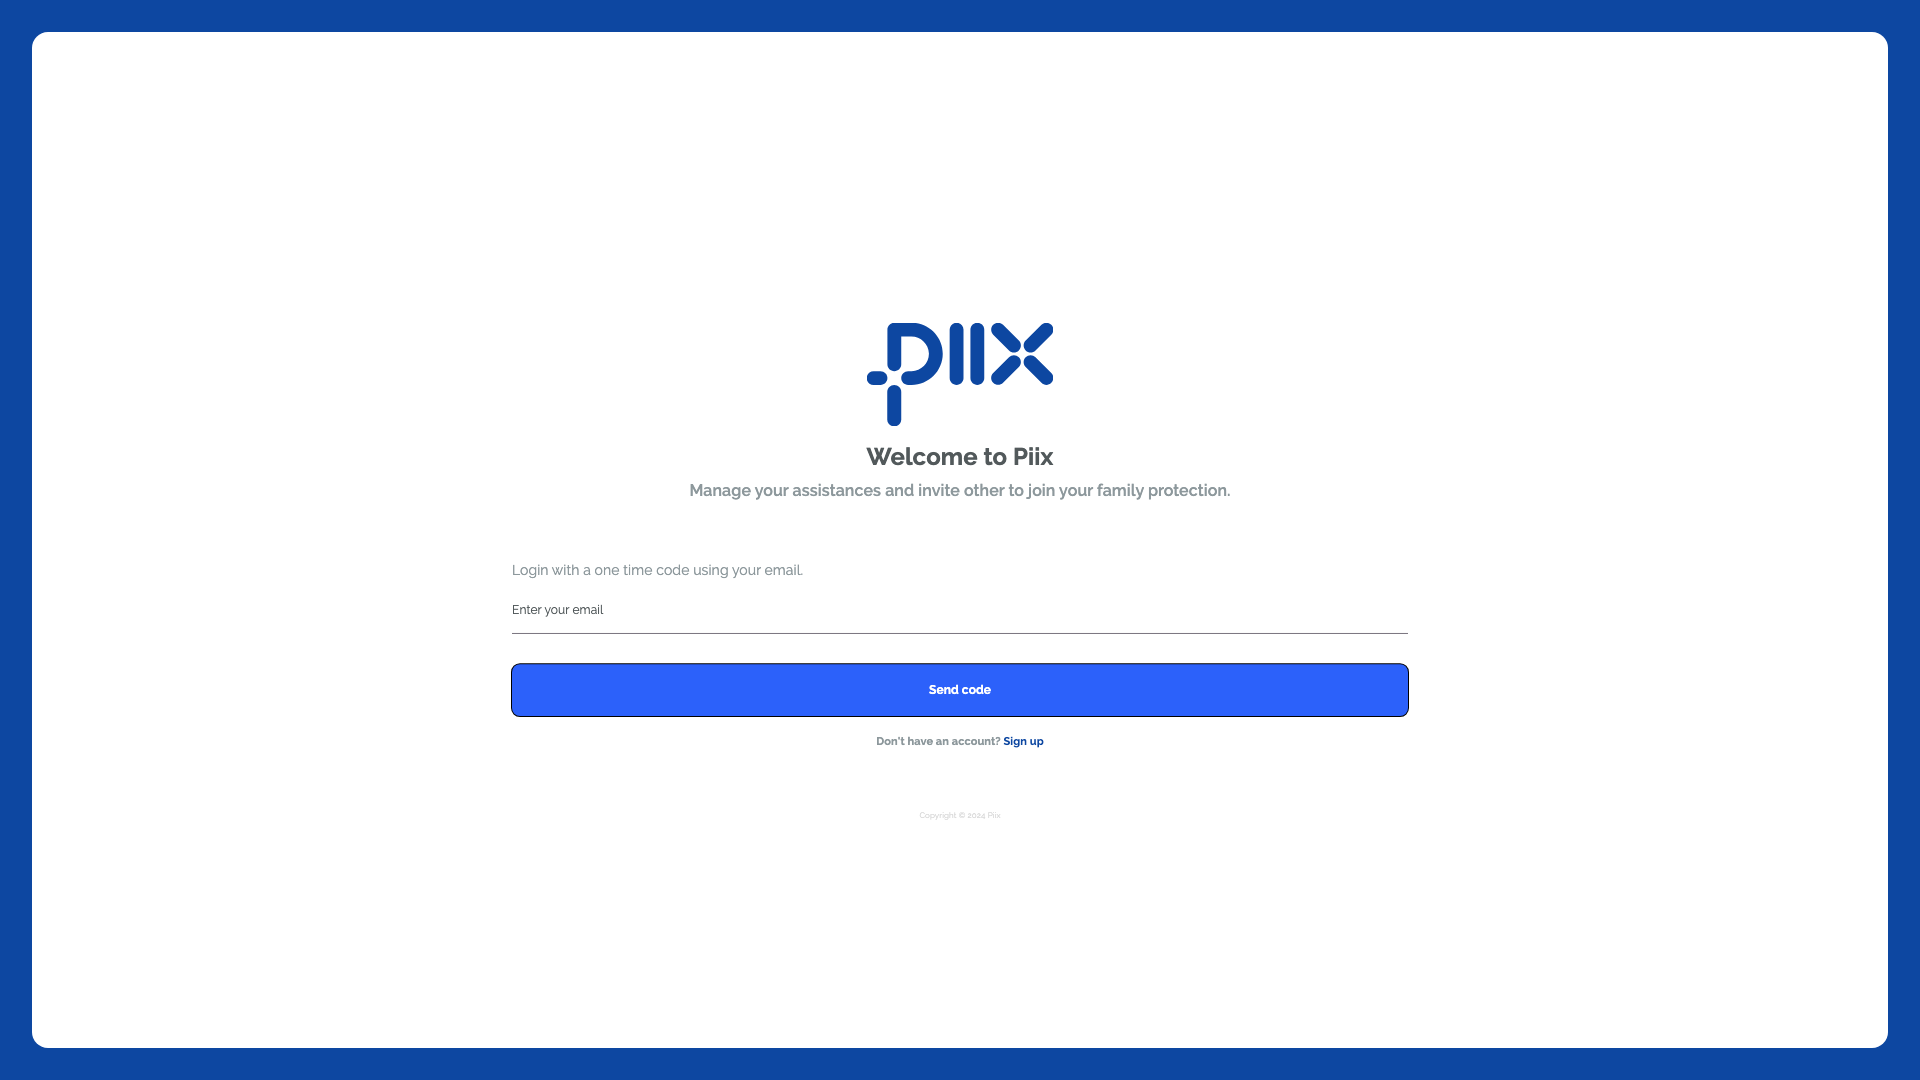 piix
Welcome to Piix
Manage your assistances and invite other to join your family protection.
Login with a one time code using your email.
Enter your email
Send code
Don't have an account? Sign up
Copyright © 2024 Piix